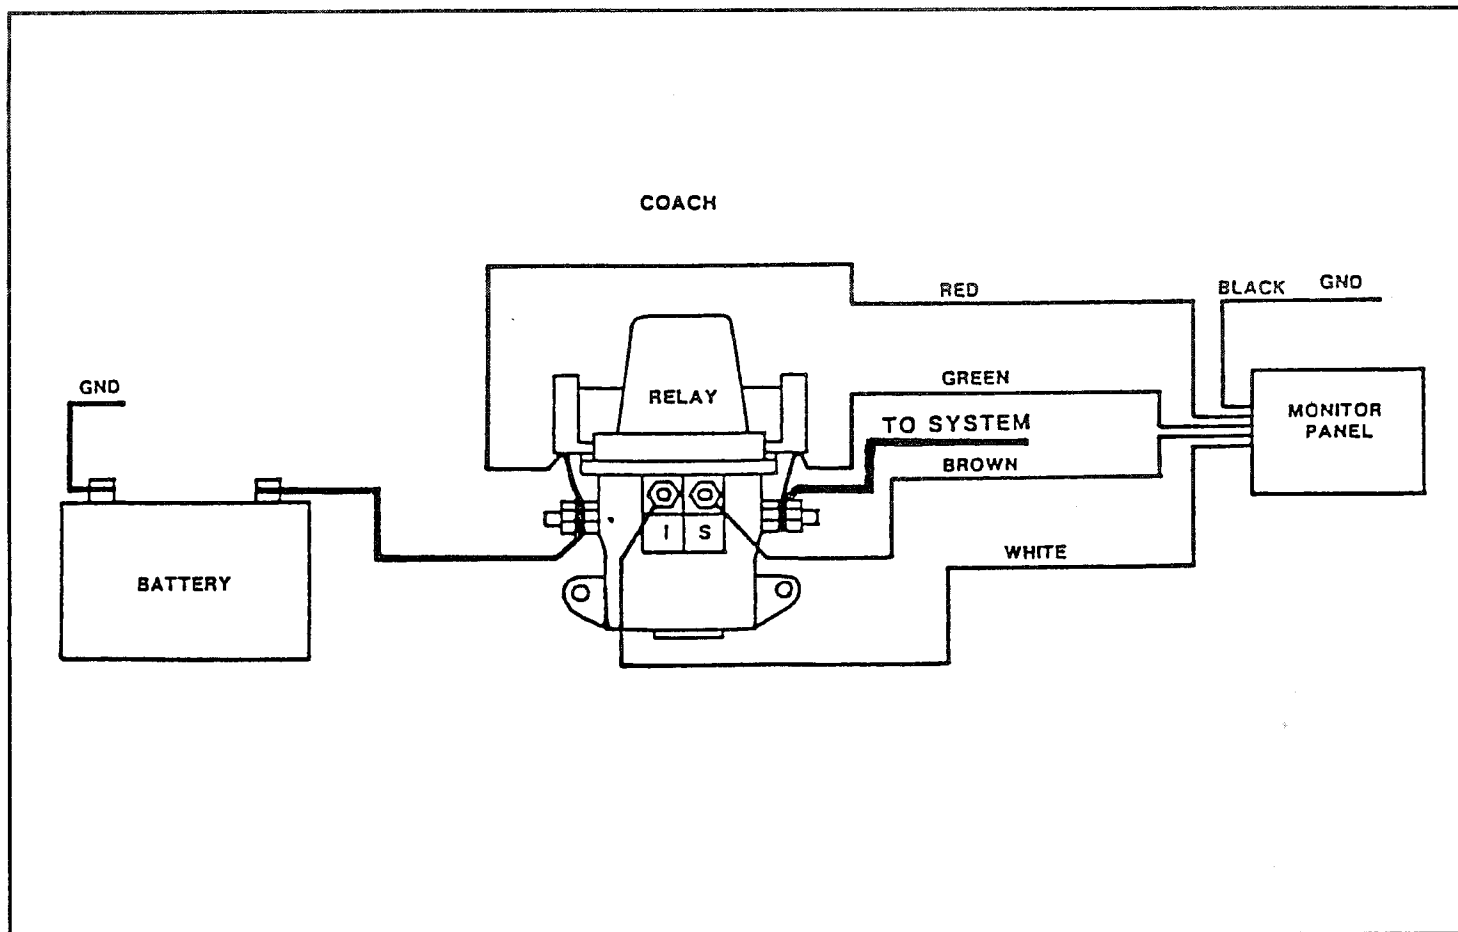 COACH
RED
BLACK GND
GND
RELAY
GREEN
MONITOR
PANEL
TO SYSTEM
BROWN
I S
WHITE
BATTERY